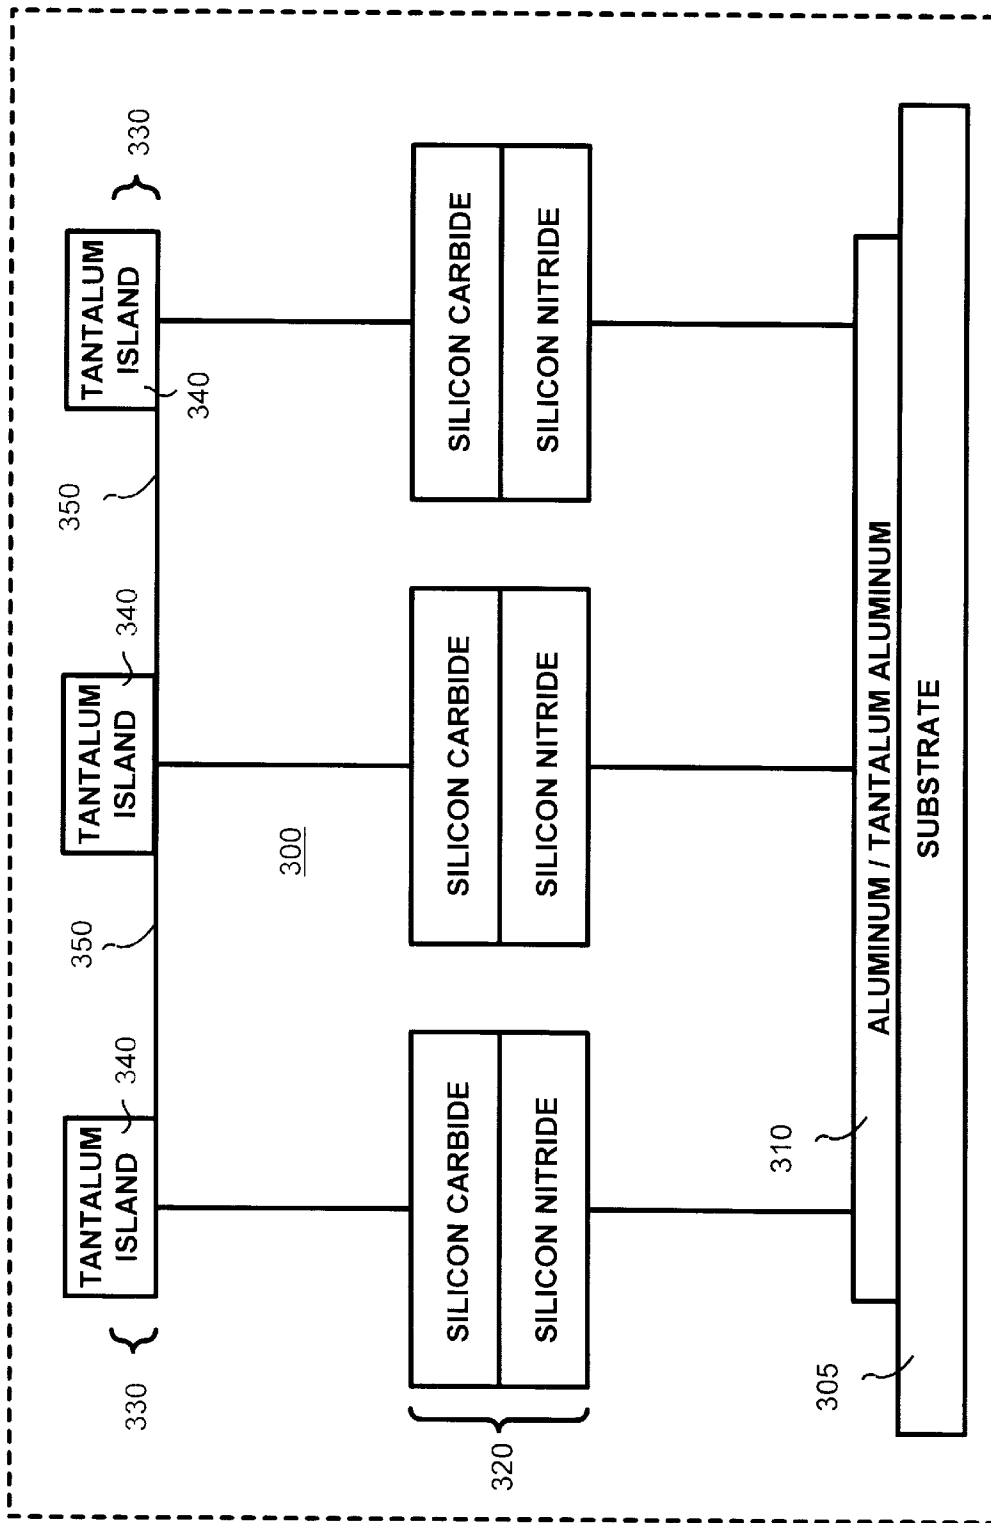 330
330
TANTALUM
ISLAND
340
350
TANTALUM
ISLAND
340
350
TANTALUM
ISLAND
340
300
320
SILICON CARBIDE
SILICON NITRIDE
SILICON CARBIDE
SILICON NITRIDE
SILICON CARBIDE
SILICON NITRIDE
310
ALUMINUM / TANTALUM ALUMINUM
305
SUBSTRATE